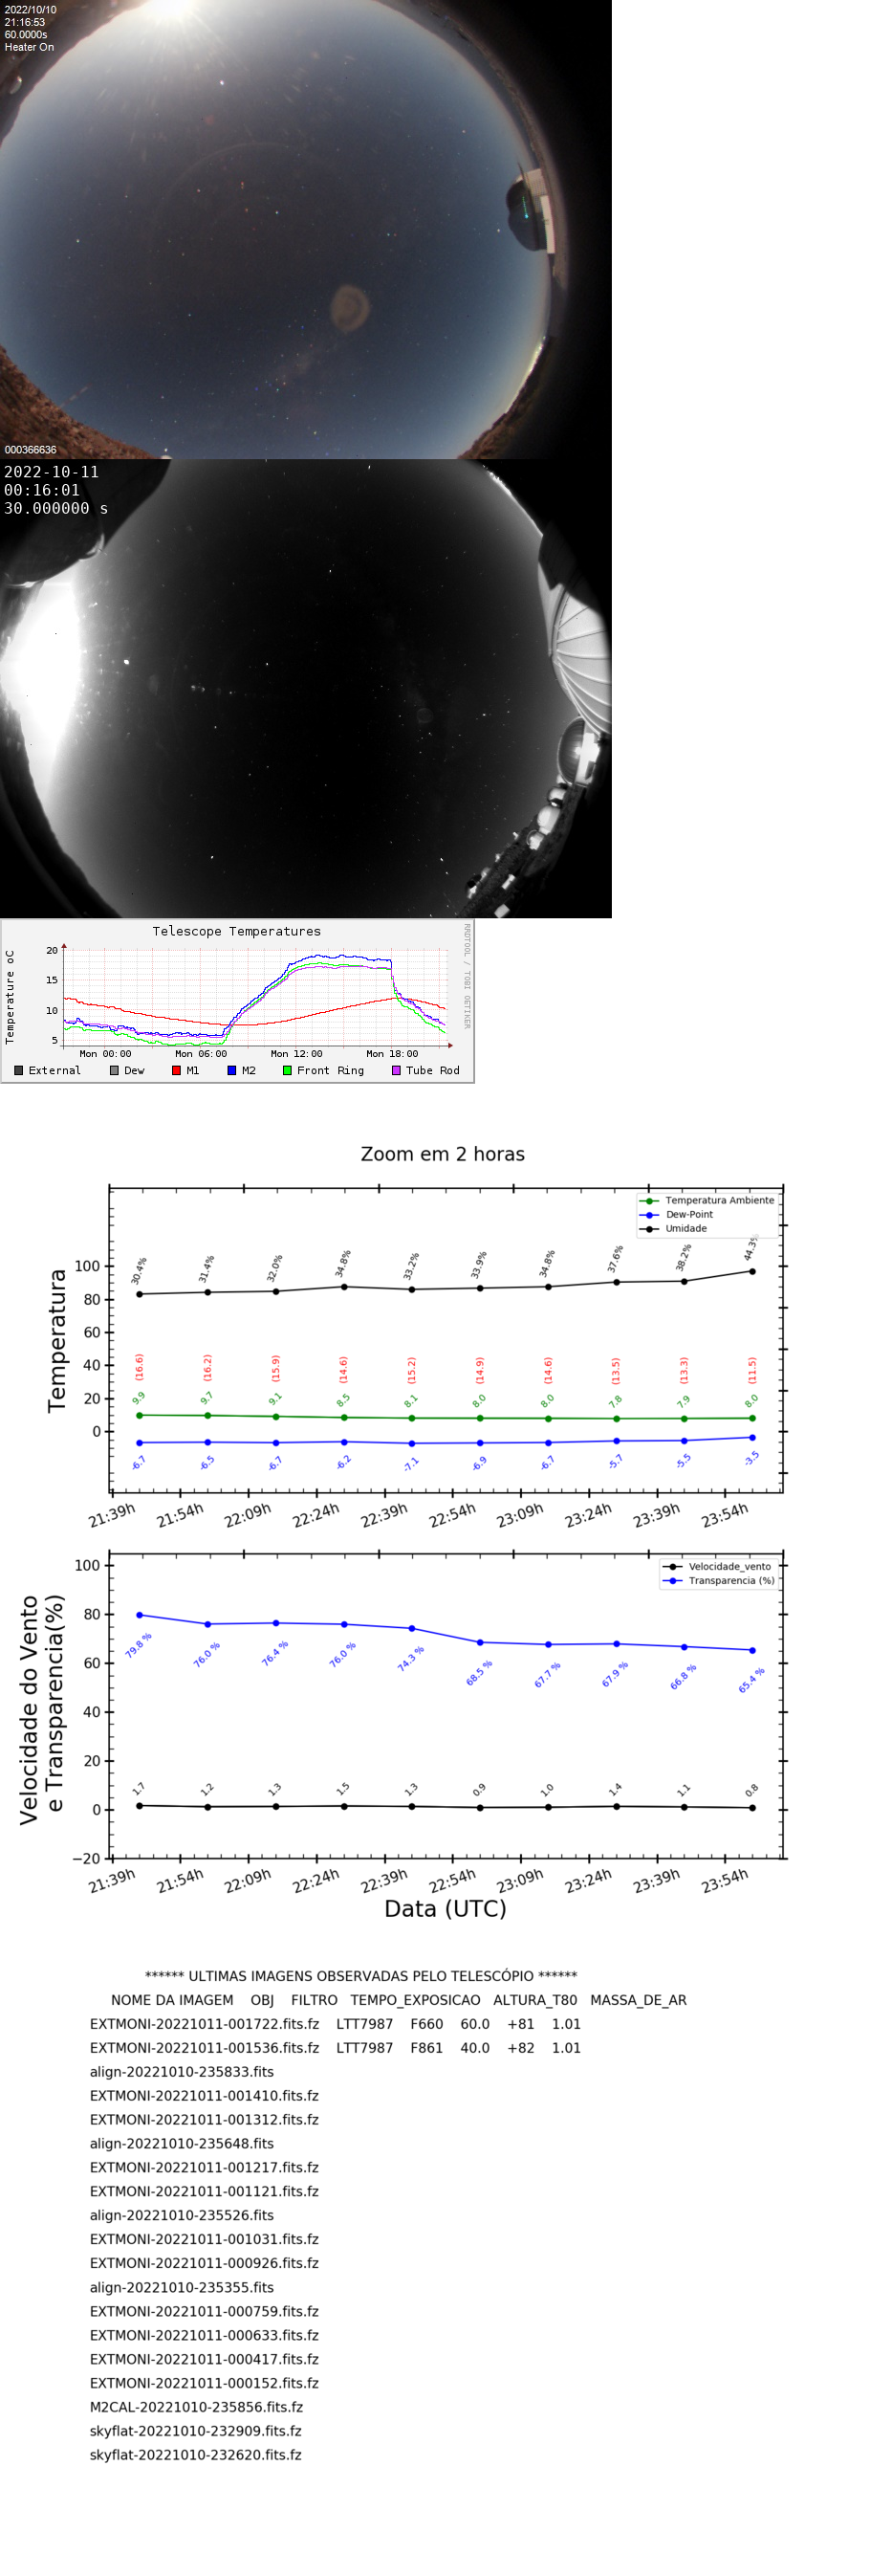 2022/10/10
21:16:53
60.0000s
Heater On
000366636
2022-10-11
00:16:01
30.000000 s
Telescope Temperatures
RRDTOOL / TOBI OETIKER
Temperature oC
20
15
10
5
Mon 00:00 Mon 06:00 Mon 12:00 Mon 18:00
External Dew M1 M2 Front Ring Tube Rod
Zoom em 2 horas
Temperatura Ambiente
Dew-Point
Umidade
Temperatura
100
80
60
40
20
0
30.4% 31.4% 32.0% 34.8% 33.2% 33.9% 34.8% 37.6% 38.2% 44.3%
(16.6) (16.2) (15.9) (14.6) (15.2) (14.9) (14.6) (13.5) (13.3) (11.5)
9.9 9.7 9.1 8.5 8.1 8.0 8.0 7.8 7.9 8.0
-6.7 -6.5 -6.7 -6.2 -7.1 -6.9 -6.7 -5.7 -5.5 -3.5
21:39h 21:54h 22:09h 22:24h 22:39h 22:54h 23:09h 23:24h 23:39h 23:54h
Velocidade_vento
Transparencia (%)
Velocidade do Vento
e Transparencia(%)
100
80
60
40
20
0
−20
79.8 % 76.0 % 76.4 % 76.0 % 74.3 % 68.5 % 67.7 % 67.9 % 66.8 % 65.4 %
1.7 1.2 1.3 1.5 1.3 0.9 1.0 1.4 1.1 0.8
21:39h 21:54h 22:09h 22:24h 22:39h 22:54h 23:09h 23:24h 23:39h 23:54h
Data (UTC)
****** ULTIMAS IMAGENS OBSERVADAS PELO TELESCÓPIO ******
NOME DA IMAGEM OBJ FILTRO TEMPO_EXPOSICAO ALTURA_T80 MASSA_DE_AR
EXTMONI-20221011-001722.fits.fz LTT7987 F660 60.0 +81 1.01
EXTMONI-20221011-001536.fits.fz LTT7987 F861 40.0 +82 1.01
align-20221010-235833.fits
EXTMONI-20221011-001410.fits.fz
EXTMONI-20221011-001312.fits.fz
align-20221010-235648.fits
EXTMONI-20221011-001217.fits.fz
EXTMONI-20221011-001121.fits.fz
align-20221010-235526.fits
EXTMONI-20221011-001031.fits.fz
EXTMONI-20221011-000926.fits.fz
align-20221010-235355.fits
EXTMONI-20221011-000759.fits.fz
EXTMONI-20221011-000633.fits.fz
EXTMONI-20221011-000417.fits.fz
EXTMONI-20221011-000152.fits.fz
M2CAL-20221010-235856.fits.fz
skyflat-20221010-232909.fits.fz
skyflat-20221010-232620.fits.fz